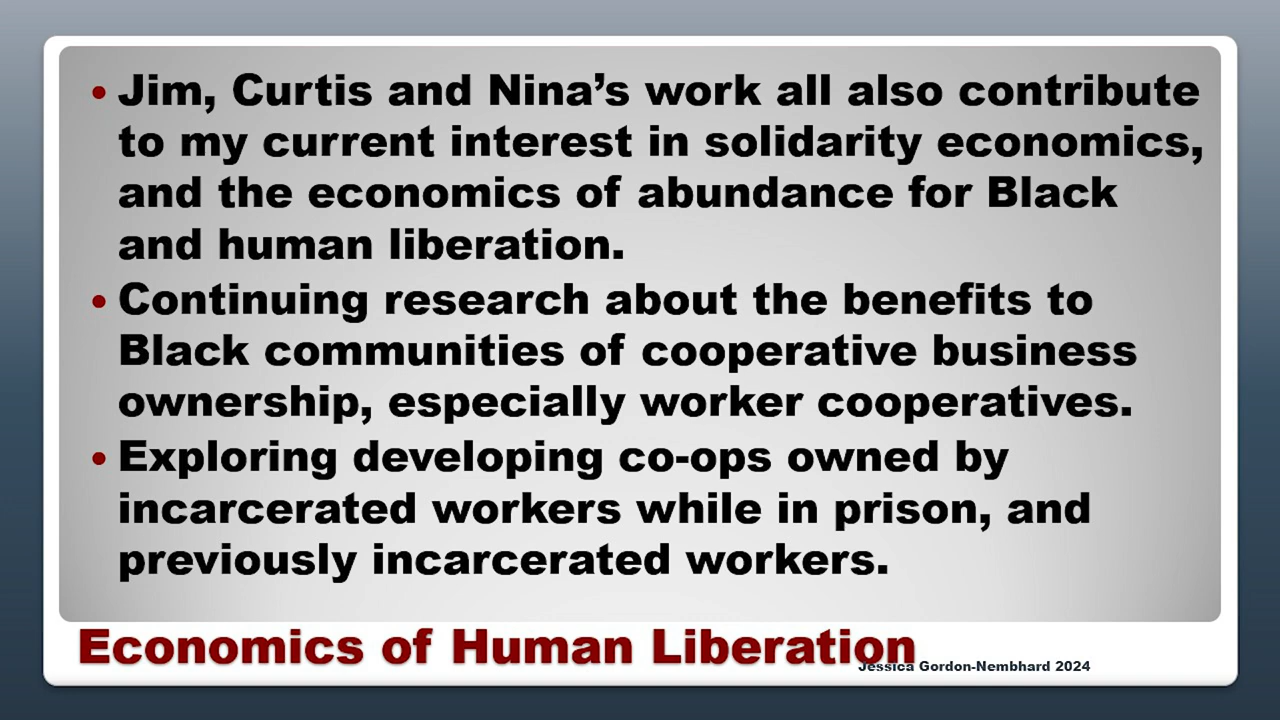 • Jim, Curtis and Nina’s work all also contribute
to my current interest in solidarity economics,
and the economics of abundance for Black
and human liberation.
• Continuing research about the benefits to
Black communities of cooperative business
ownership, especially worker cooperatives.
• Exploring developing co-ops owned by
incarcerated workers while in prison, and
previously incarcerated workers.
Economics of Human Liberation
Jessica Gordon-Nembhard 2024